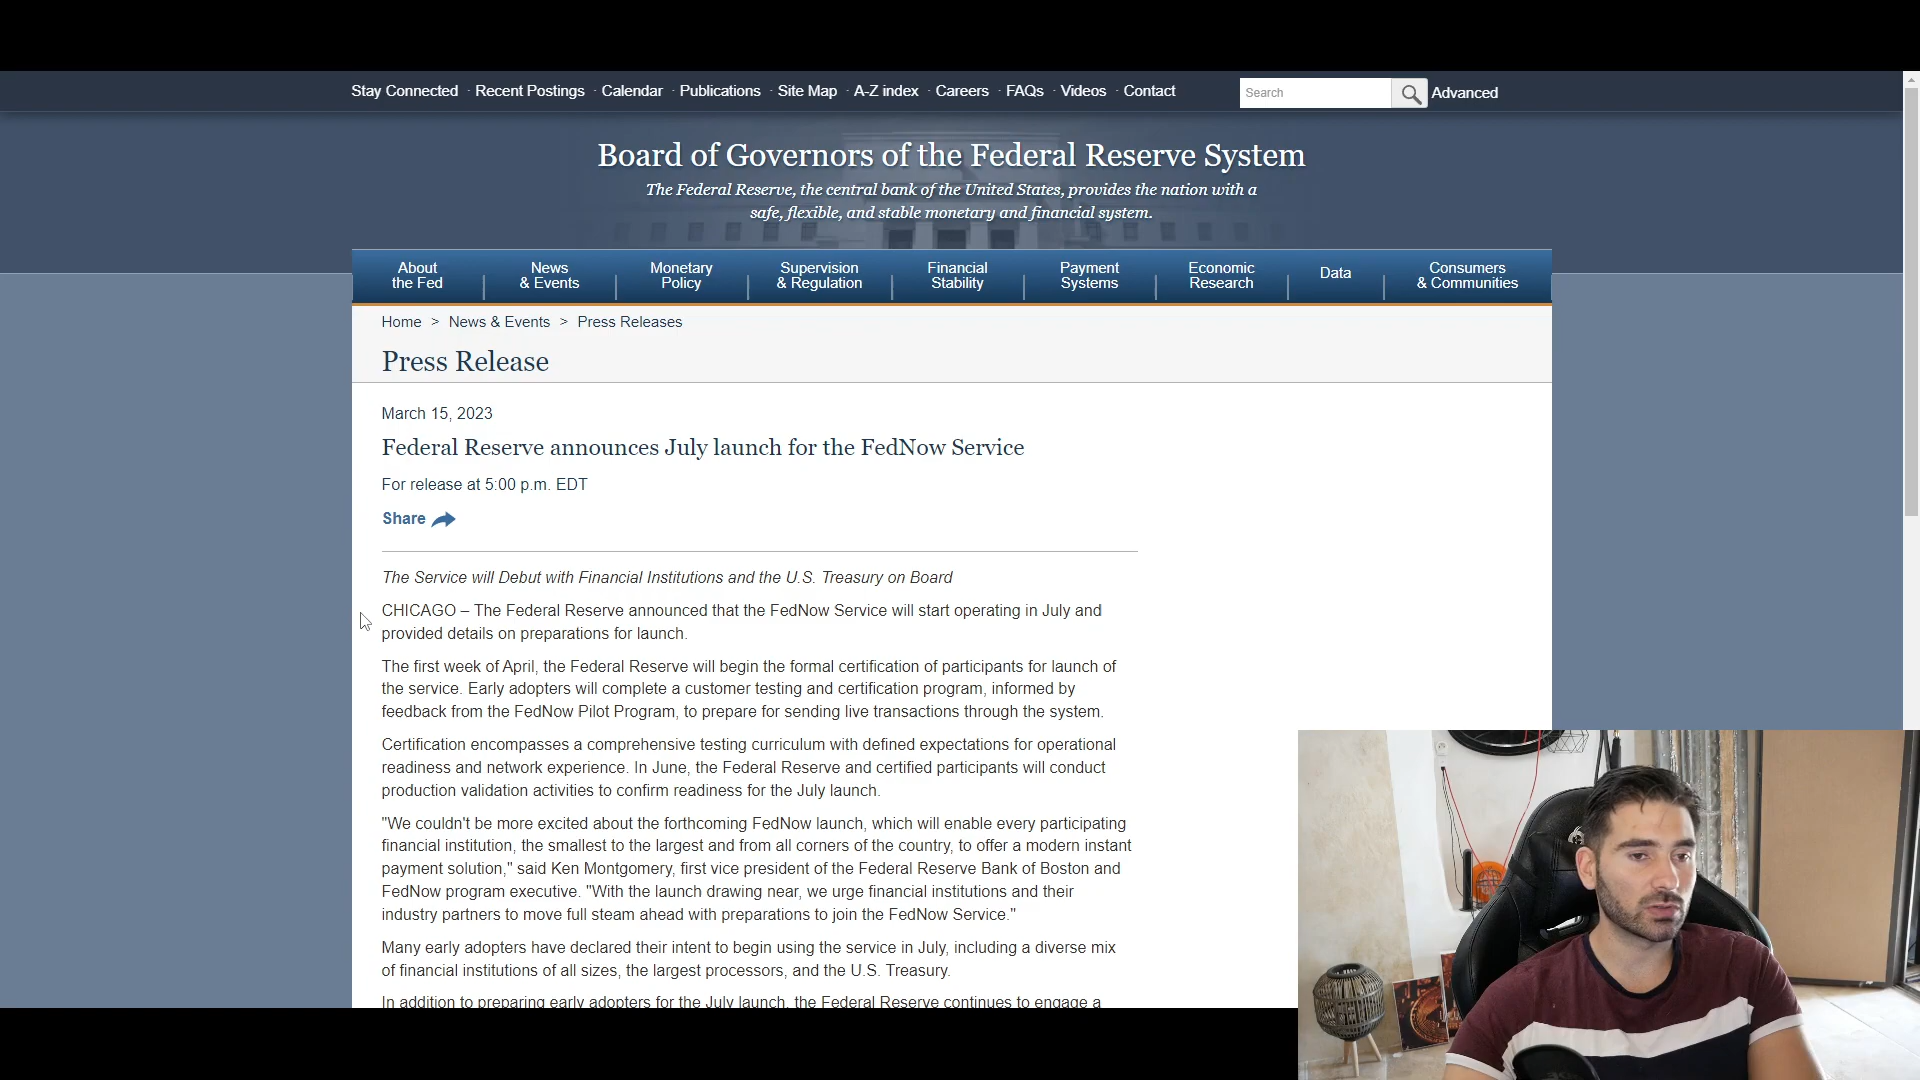 Stay Connected · Recent Postings · Calendar · Publications · Site Map · A-Z index · Careers · FAQs · Videos · Contact
Search
Advanced
Board of Governors of the Federal Reserve System
The Federal Reserve, the central bank of the United States, provides the nation with a
safe, flexible, and stable monetary and financial system.
About
the Fed
News
& Events
Monetary
Policy
Supervision
& Regulation
Financial
Stability
Payment
Systems
Economic
Research
Data
Consumers
& Communities
Home > News & Events > Press Releases
Press Release
March 15, 2023
Federal Reserve announces July launch for the FedNow Service
For release at 5:00 p.m. EDT
Share
The Service will Debut with Financial Institutions and the U.S. Treasury on Board
CHICAGO – The Federal Reserve announced that the FedNow Service will start operating in July and
provided details on preparations for launch.
The first week of April, the Federal Reserve will begin the formal certification of participants for launch of
the service. Early adopters will complete a customer testing and certification program, informed by
feedback from the FedNow Pilot Program, to prepare for sending live transactions through the system.
Certification encompasses a comprehensive testing curriculum with defined expectations for operational
readiness and network experience. In June, the Federal Reserve and certified participants will conduct
production validation activities to confirm readiness for the July launch.
"We couldn't be more excited about the forthcoming FedNow launch, which will enable every participating
financial institution, the smallest to the largest and from all corners of the country, to offer a modern instant
payment solution," said Ken Montgomery, first vice president of the Federal Reserve Bank of Boston and
FedNow program executive. "With the launch drawing near, we urge financial institutions and their
industry partners to move full steam ahead with preparations to join the FedNow Service."
Many early adopters have declared their intent to begin using the service in July, including a diverse mix
of financial institutions of all sizes, the largest processors, and the U.S. Treasury.
In addition to preparing early adopters for the July launch, the Federal Reserve continues to engage a